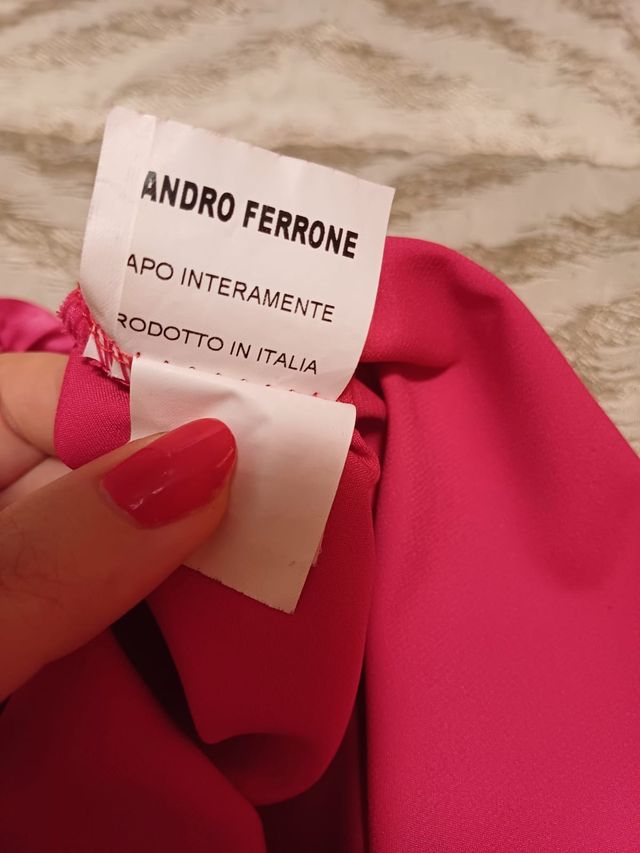 ANDRO FERRONE
APO INTERAMENTE
RODOTTO IN ITALIA